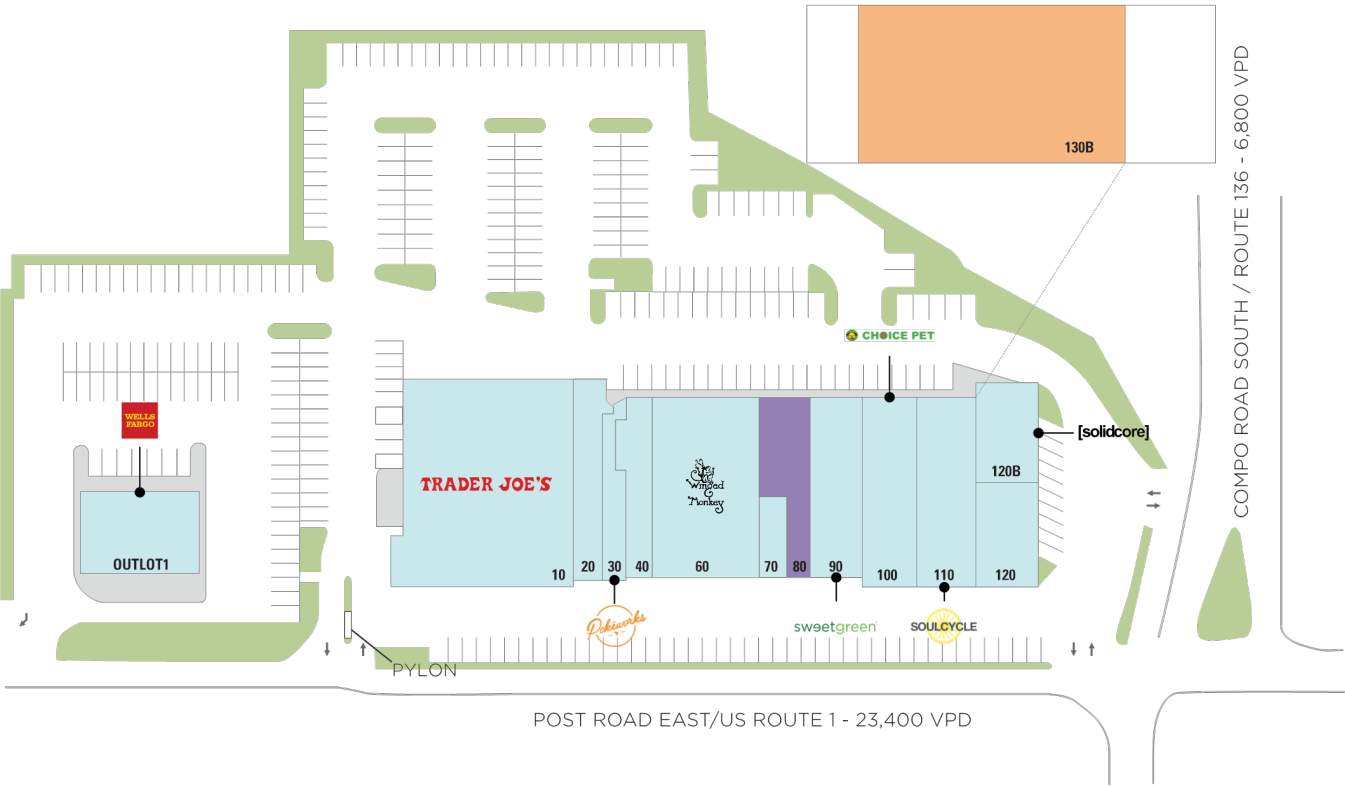 130B
COMPO ROAD SOUTH / ROUTE 136 - 6,800 VPD
CHOICE PET
WELLS
FARGO
[solidcore]
120B
TRADER JOE'S
Winged
Monkey
OUTLOT1
10
20
30
40
60
70
80
90
100
110
120
Pokéworks
sweetgreen
SOULCYCLE
PYLON
POST ROAD EAST/US ROUTE 1 - 23,400 VPD